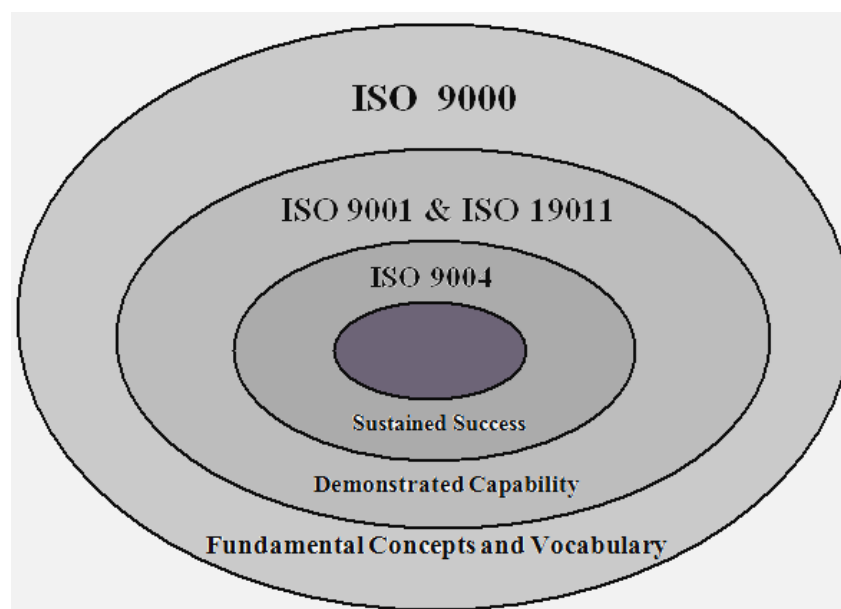 ISO 9000
ISO 9001 & ISO 19011
ISO 9004
Sustained Success
Demonstrated Capability
Fundamental Concepts and Vocabulary